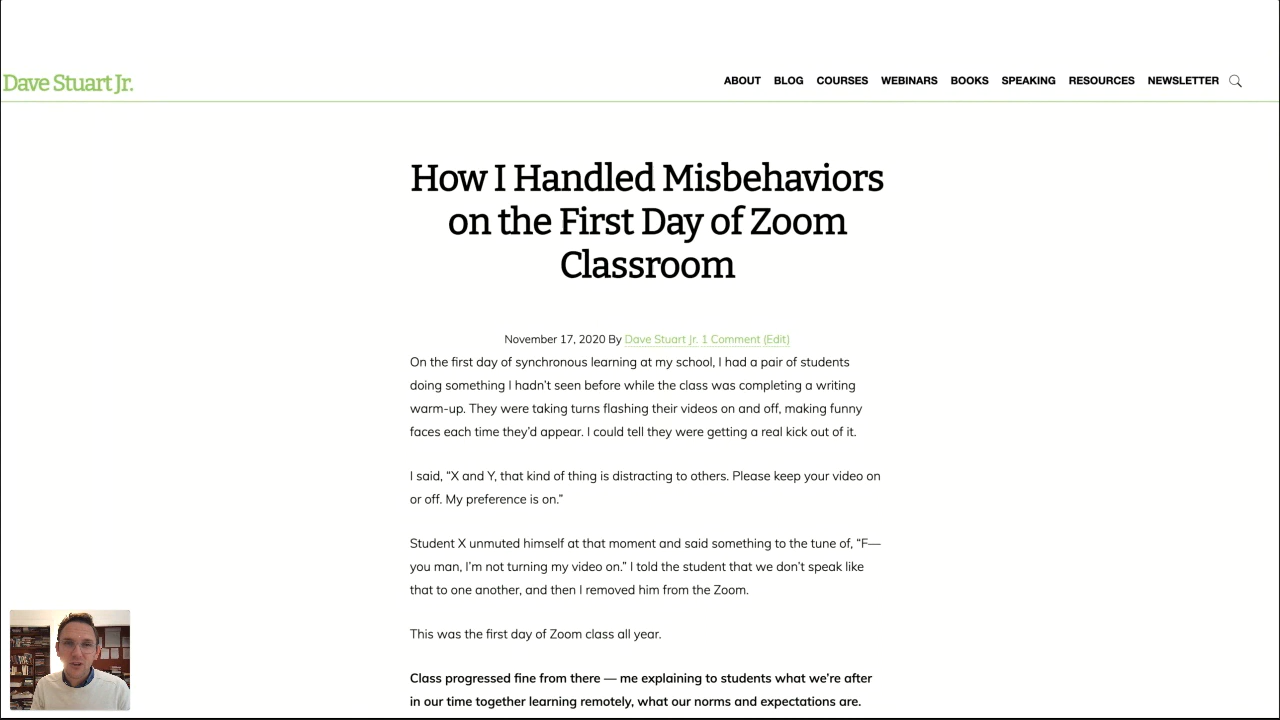 Dave Stuart Jr.
ABOUT BLOG COURSES WEBINARS BOOKS SPEAKING RESOURCES NEWSLETTER
How I Handled Misbehaviors
on the First Day of Zoom
Classroom
November 17, 2020 By Dave Stuart Jr. 1 Comment (Edit)
On the first day of synchronous learning at my school, I had a pair of students
doing something I hadn’t seen before while the class was completing a writing
warm-up. They were taking turns flashing their videos on and off, making funny
faces each time they’d appear. I could tell they were getting a real kick out of it.
I said, “X and Y, that kind of thing is distracting to others. Please keep your video on
or off. My preference is on.”
Student X unmuted himself at that moment and said something to the tune of, “F—
you man, I’m not turning my video on.” I told the student that we don’t speak like
that to one another, and then I removed him from the Zoom.
This was the first day of Zoom class all year.
Class progressed fine from there — me explaining to students what we’re after
in our time together learning remotely, what our norms and expectations are.